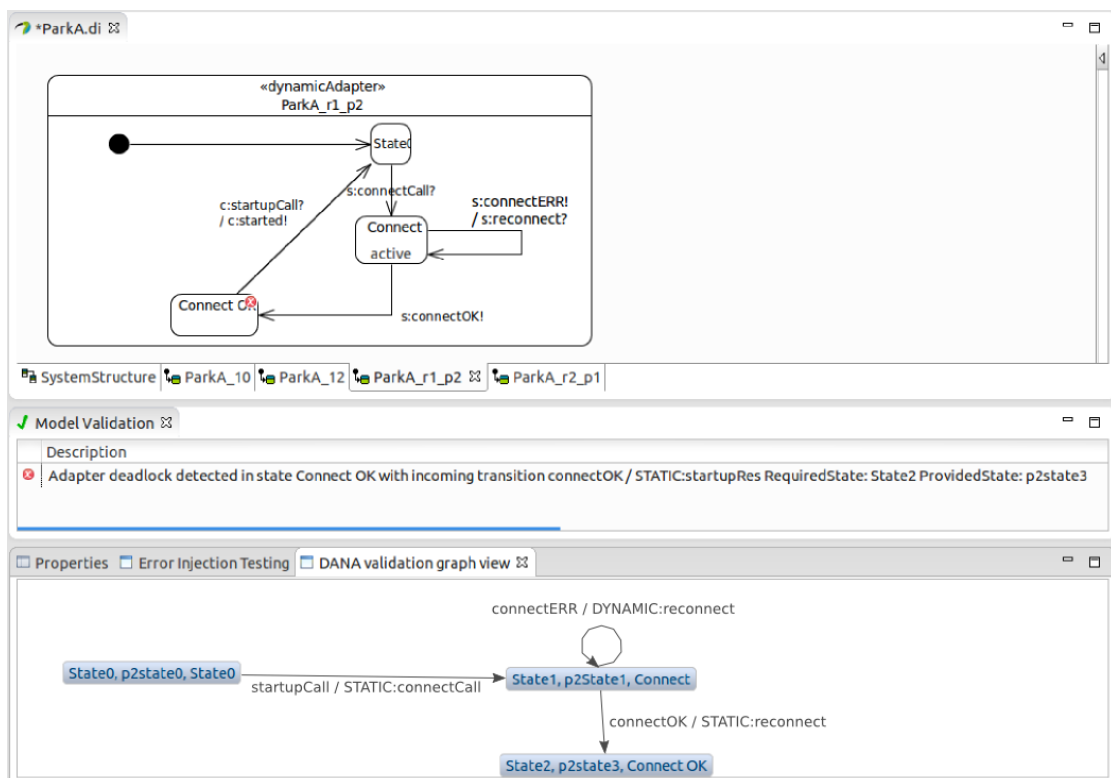 *ParkA.di
«dynamicAdapter»
ParkA_r1_p2
State0
s:connectCall?
c:startupCall?
/ c:started!
s:connectERR!
/ s:reconnect?
Connect
active
Connect OK
s:connectOK!
SystemStructure ParkA_10 ParkA_12 ParkA_r1_p2 ParkA_r2_p1
Model Validation
Description
Adapter deadlock detected in state Connect OK with incoming transition connectOK / STATIC:startupRes RequiredState: State2 ProvidedState: p2state3
Properties Error Injection Testing DANA validation graph view
connectERR / DYNAMIC:reconnect
State0, p2state0, State0
startupCall / STATIC:connectCall
State1, p2State1, Connect
connectOK / STATIC:reconnect
State2, p2state3, Connect OK